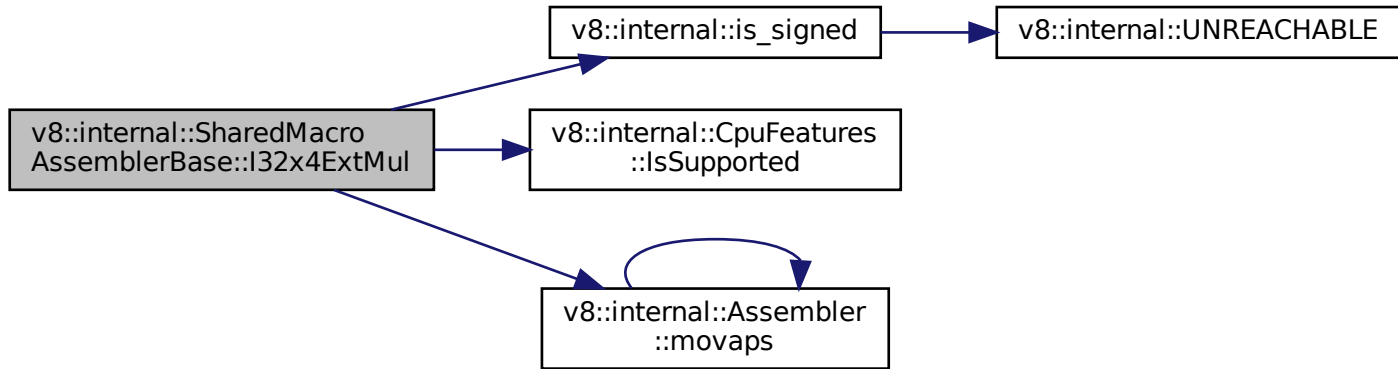 v8::internal::is_signed
v8::internal::UNREACHABLE
v8::internal::SharedMacro
AssemblerBase::I32x4ExtMul
v8::internal::CpuFeatures
::IsSupported
v8::internal::Assembler
::movaps